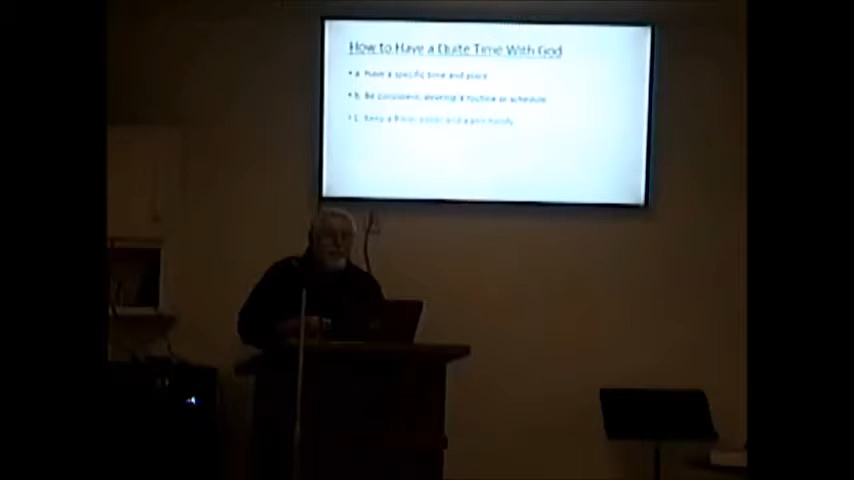 How to Have a Quite Time With God
• a. Have a specific time and place
• b. Be consistent, develop a routine or schedule
• c. Keep a